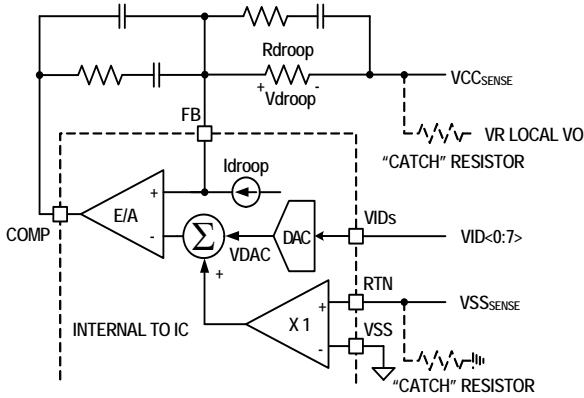 Rdroop
+ Vdroop -
VCCSENSE
FB
VR LOCAL VO
"CATCH" RESISTOR
Idroop
+
E/A
-
COMP
Σ
VDAC
DAC
VIDs
VID<0:7>
+
RTN
+
VSSSENSE
X 1
INTERNAL TO IC
VSS
-
"CATCH" RESISTOR